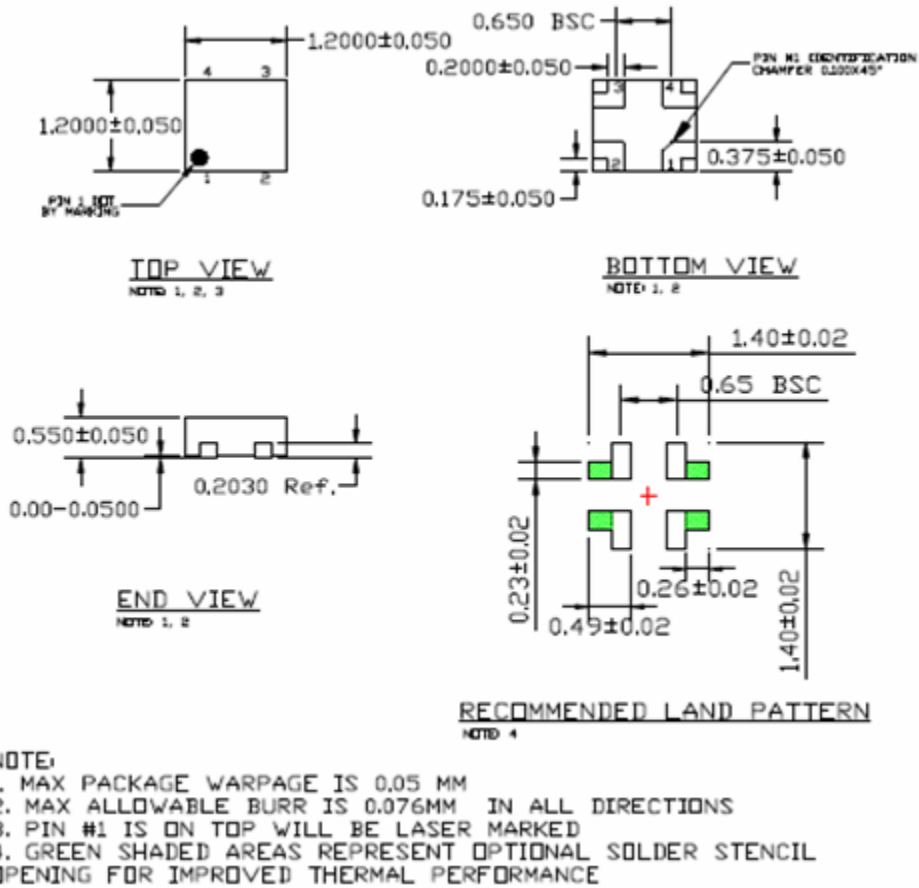 0.650 BSC
1.2000±0.050
0.2000±0.050
PIN #1 IDENTIFICATION
CHAMFER 0.100X45°
4 3
3 4
1.2000±0.050
0.375±0.050
1 2
2 1
PIN 1 DOT
BY MARKING
0.175±0.050
TOP VIEW
NOTE: 1, 2, 3
BOTTOM VIEW
NOTE: 1, 2
1.40±0.02
0.65 BSC
0.550±0.050
0.2030 Ref.
0.00-0.0500
0.23±0.02
0.26±0.02
0.49±0.02
1.40±0.02
END VIEW
NOTE: 1, 2
RECOMMENDED LAND PATTERN
NOTE: 4
NOTE:
1. MAX PACKAGE WARPAGE IS 0.05 MM
2. MAX ALLOWABLE BURR IS 0.076MM IN ALL DIRECTIONS
3. PIN #1 IS ON TOP WILL BE LASER MARKED
4. GREEN SHADED AREAS REPRESENT OPTIONAL SOLDER STENCIL
OPENING FOR IMPROVED THERMAL PERFORMANCE